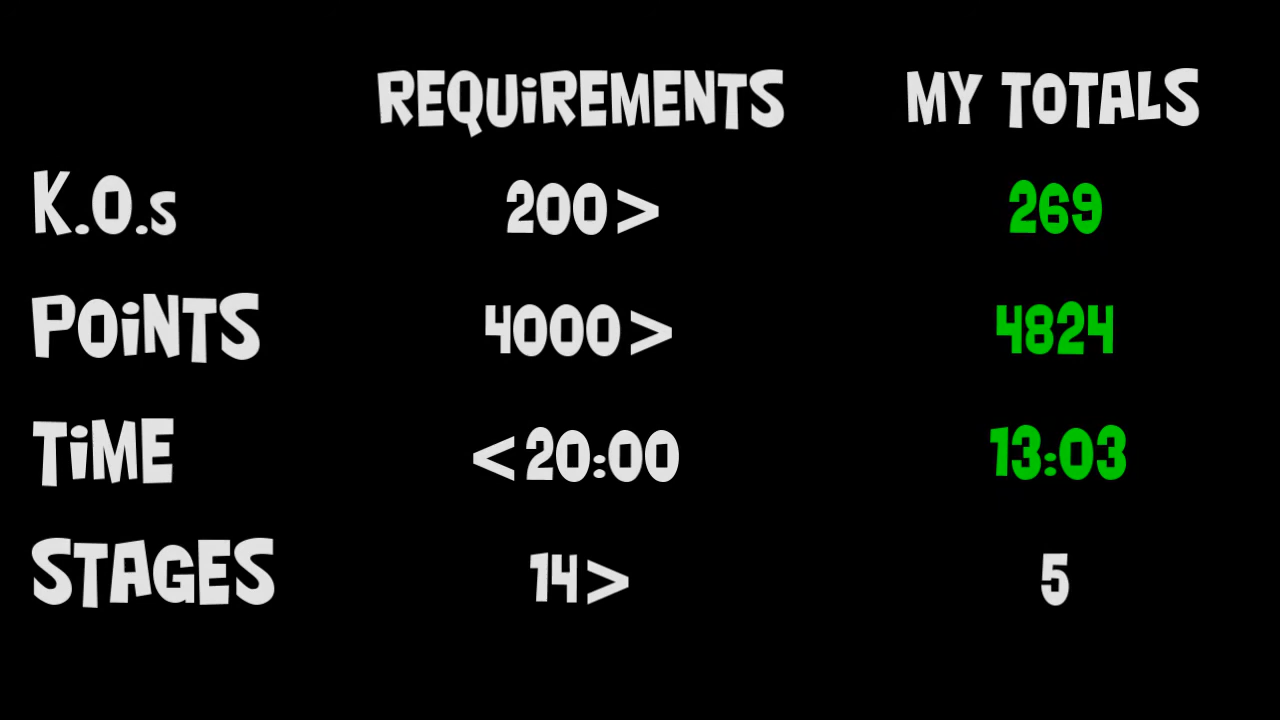 REQUiREMENTS MY TOTALS
K.O.s 200> 269
POiNTS 4000> 4824
TiME <20:00 13:03
STAGES 14> 5